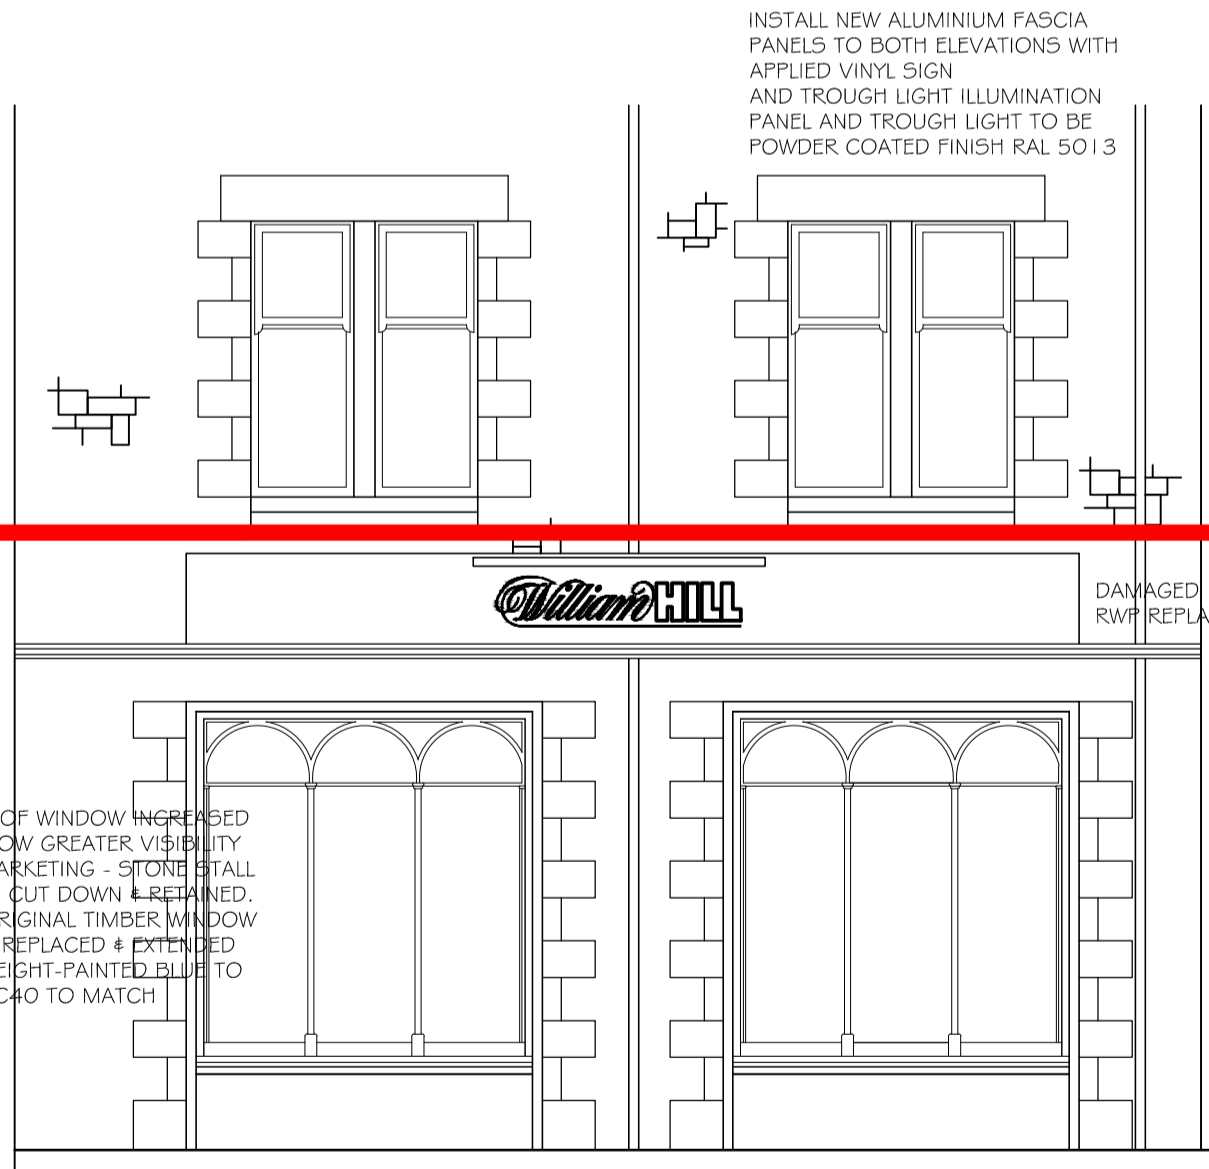 INSTALL NEW ALUMINIUM FASCIA
PANELS TO BOTH ELEVATIONS WITH
APPLIED VINYL SIGN
AND TROUGH LIGHT ILLUMINATION
PANEL AND TROUGH LIGHT TO BE
POWDER COATED FINISH RAL 5013
William HILL
DAMAGED
RWP REPLA
OF WINDOW INCREASED
OW GREATER VISIBILITY
ARKETING - STONE STALL
CUT DOWN & RETAINED.
RIGINAL TIMBER WINDOW
REPLACED & EXTENDED
EIGHT-PAINTED BLUE TO
C40 TO MATCH